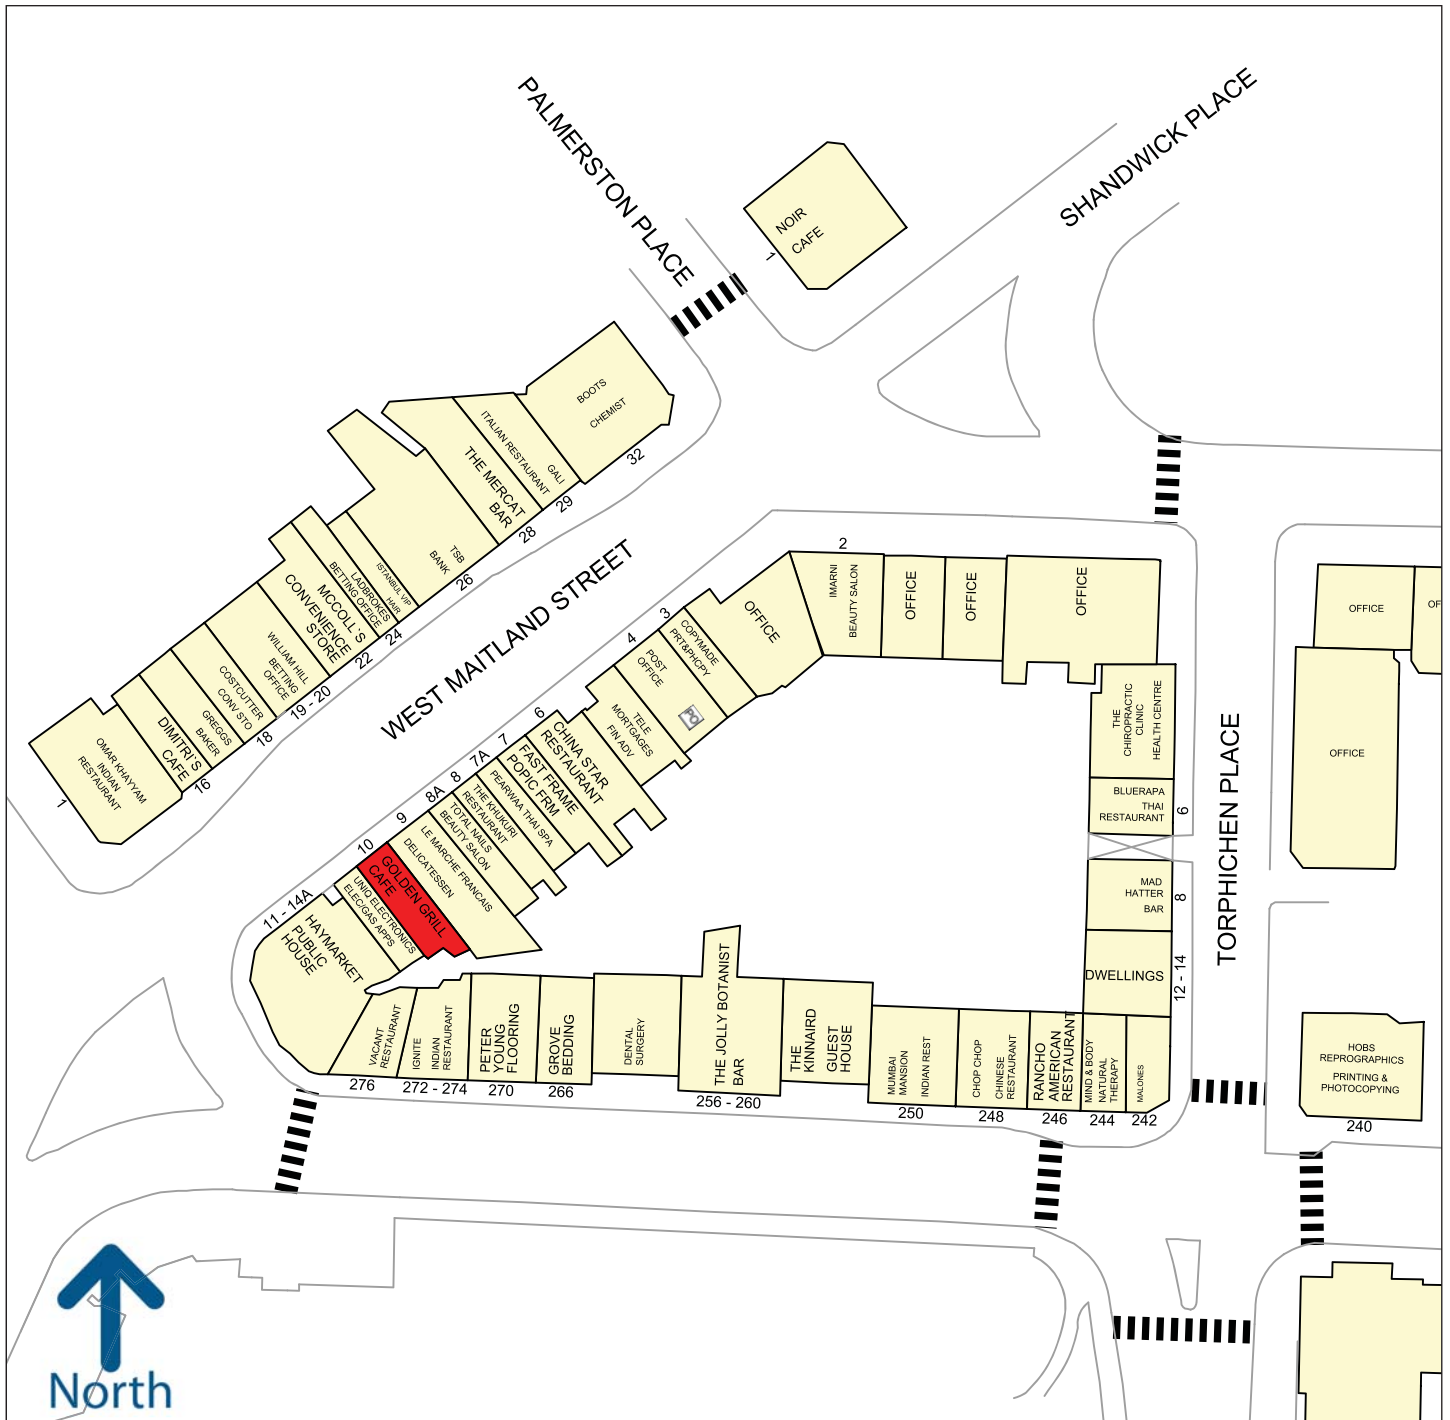 PALMERSTON PLACE
SHANDWICK PLACE
NOIR
CAFE
1
BOOTS
CHEMIST
32
ITALIAN RESTAURANT
GALI
29
THE MERCAT
BAR
28
TSB
BANK
26
ISTANBUL VIP
HAIR
LADBROKES
BETTING OFFICE
24
MCCOLL`S
CONVENIENCE
STORE
22
WILLIAM HILL
BETTING
OFFICE
19 - 20
COSTCUTTER
CONV STO
18
GREGGS
BAKER
DIMITRI'S
CAFE
16
OMAR KHAYYAM
INDIAN
RESTAURANT
1
WEST MAITLAND STREET
2
IMARNI
BEAUTY SALON
OFFICE
OFFICE
OFFICE
OFFICE
3
COPYMADE
PRT&PHCPY
4
POST
OFFICE
PO
TELE
MORTGAGES
FIN ADV
6
CHINA STAR
RESTAURANT
7
FAST FRAME
POPIC FRM
7A
PEARWAA THAI SPA
8
THE KHUKURI
RESTAURANT
8A
TOTAL NAILS
BEAUTY SALON
9
LE MARCHE FRANCAIS
DELICATESSEN
10
GOLDEN GRILL
CAFE
UNIQ ELECTRONICS
ELEC/GAS APPS
11 - 14A
HAYMARKET
PUBLIC
HOUSE
VACANT
RESTAURANT
276
IGNITE
INDIAN
RESTAURANT
272 - 274
PETER
YOUNG
FLOORING
270
GROVE
BEDDING
266
DENTAL
SURGERY
THE JOLLY BOTANIST
BAR
256 - 260
THE
KINNAIRD
GUEST
HOUSE
MUMBAI
MANSION
INDIAN REST
250
CHOP CHOP
CHINESE
RESTAURANT
248
RANCHO
AMERICAN
RESTAURANT
246
MIND & BODY
NATURAL
THERAPY
244
MALONES
242
THE
CHIROPRACTIC
CLINIC
HEALTH CENTRE
BLUERAPA
THAI
RESTAURANT
6
MAD
HATTER
BAR
8
DWELLINGS
12 - 14
TORPHICHEN PLACE
OFFICE
OF
OFFICE
HOBS
REPROGRAPHICS
PRINTING &
PHOTOCOPYING
240
North